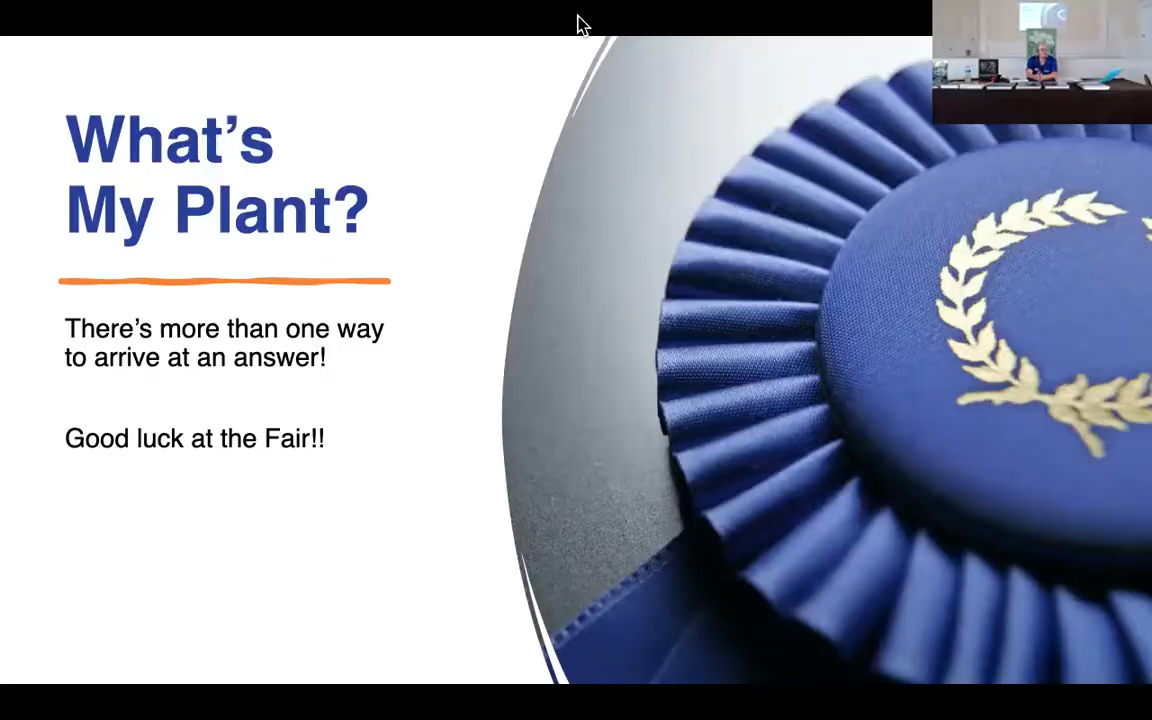 What's
My Plant?
There's more than one way
to arrive at an answer!
Good luck at the Fair!!